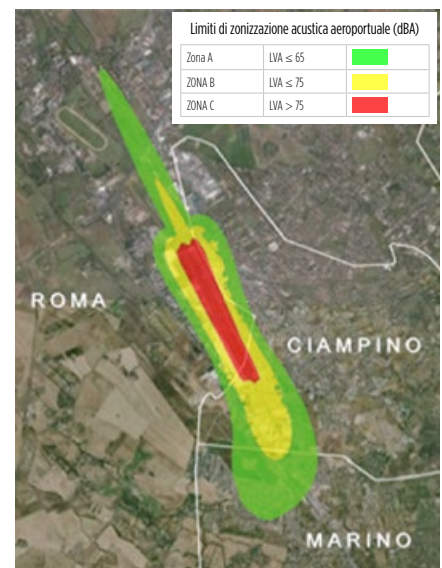 Limiti di zonizzazione acustica aeroportuale (dBA)
Zona A LVA ≤ 65
ZONA B LVA ≤ 75
ZONA C LVA > 75
ROMA
CIAMPINO
MARINO